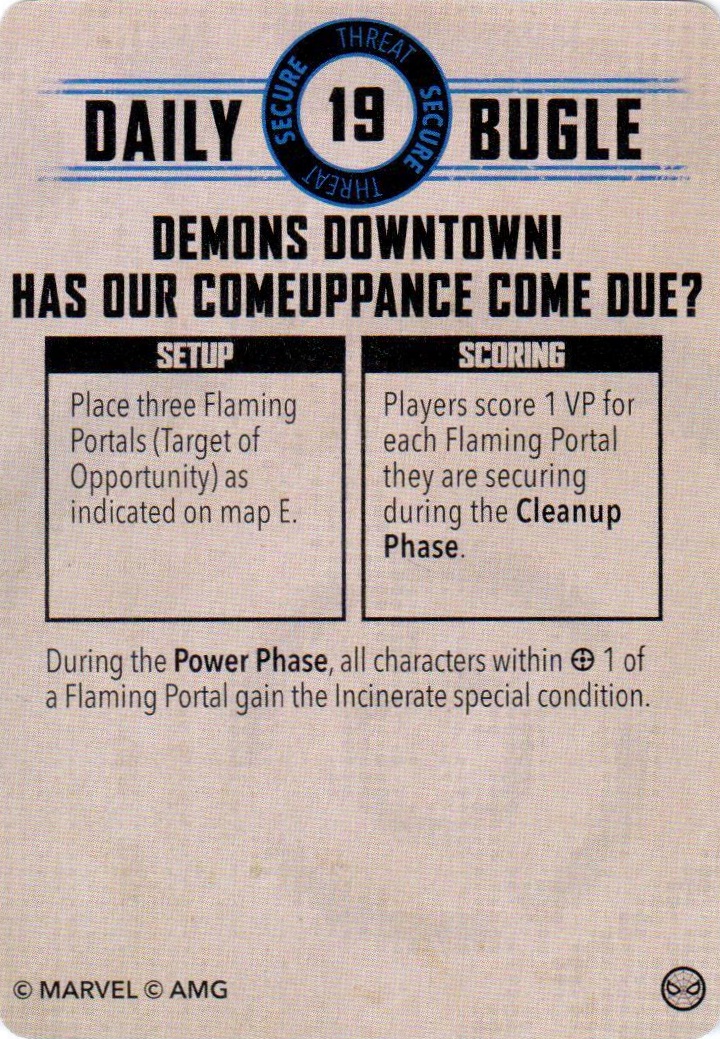 THREAT
SECURE
SECURE
THREAT
DAILY 19 BUGLE
DEMONS DOWNTOWN!
HAS OUR COMEUPPANCE COME DUE?
SETUP
Place three Flaming
Portals (Target of
Opportunity) as
indicated on map E.
SCORING
Players score 1 VP for
each Flaming Portal
they are securing
during the Cleanup
Phase.
During the Power Phase, all characters within 1 of
a Flaming Portal gain the Incinerate special condition.
© MARVEL © AMG